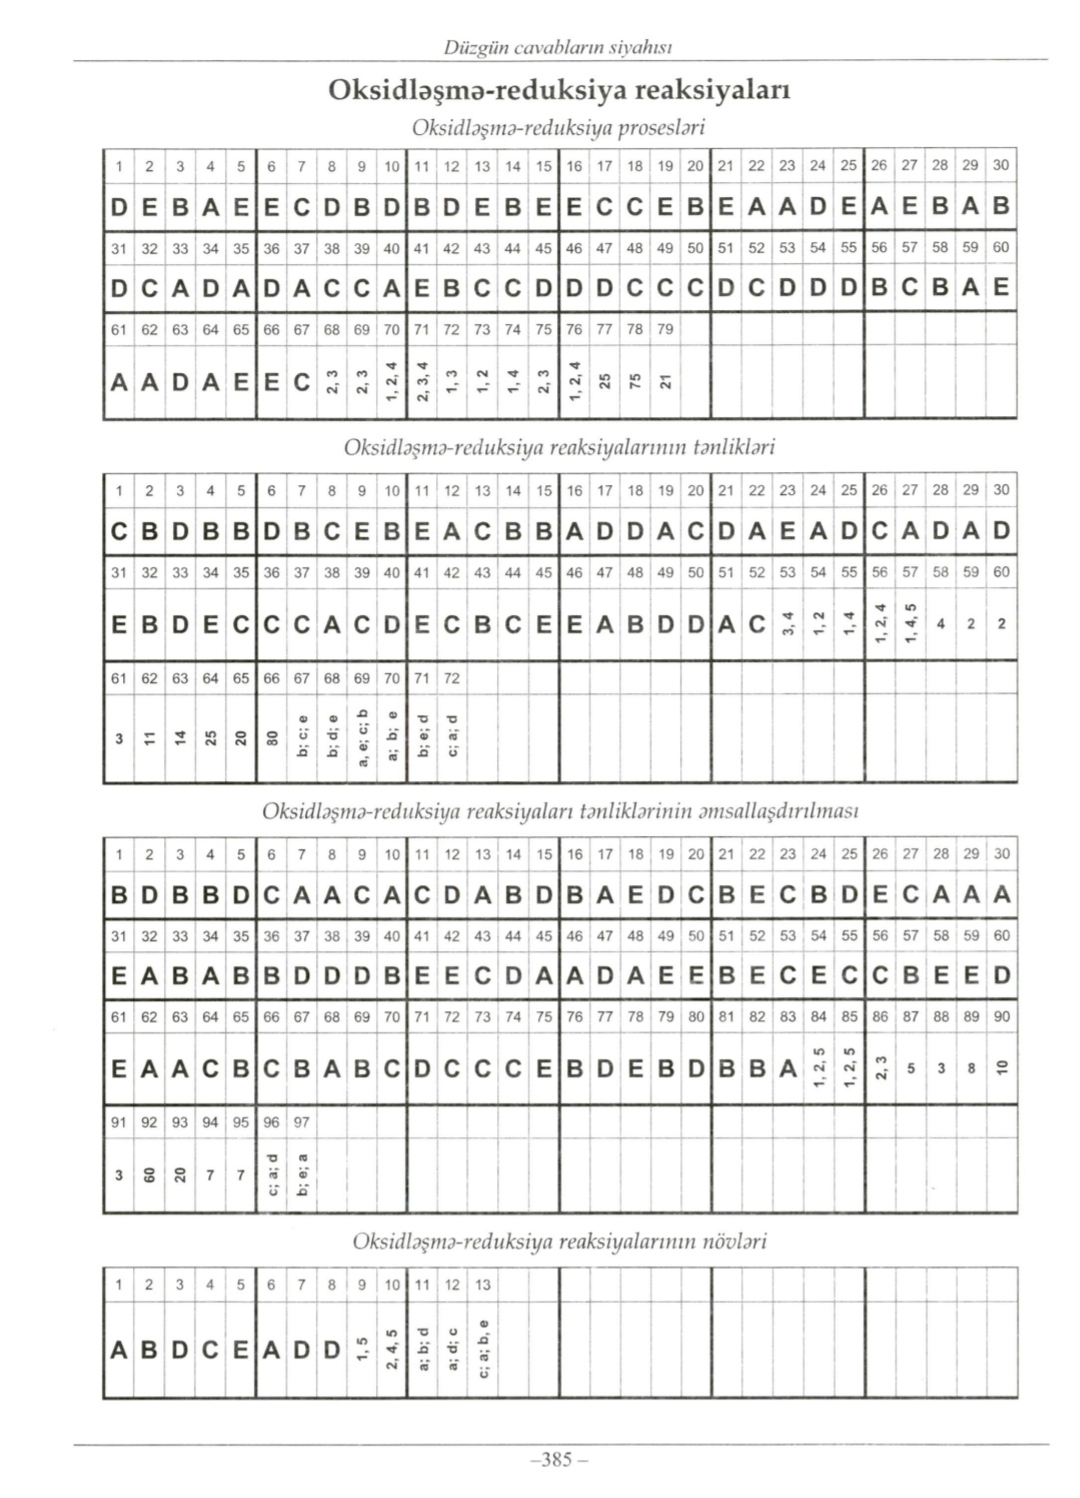 Düzgün cavabların siyahısı
Oksidləşmə-reduksiya reaksiyaları
Oksidləşmə-reduksiya prosesləri
1 2 3 4 5 6 7 8 9 10 11 12 13 14 15 16 17 18 19 20 21 22 23 24 25 26 27 28 29 30
D E B A E E C D B D B D E B E E C C E B E A A D E A E B A B
31 32 33 34 35 36 37 38 39 40 41 42 43 44 45 46 47 48 49 50 51 52 53 54 55 56 57 58 59 60
D C A D A D A C C A E B C C D D D C C C D C D D D B C B A E
61 62 63 64 65 66 67 68 69 70 71 72 73 74 75 76 77 78 79
A A D A E E C 2, 3 2, 3 1, 2, 4 2, 3, 4 1, 3 1, 2 1, 4 2, 3 1, 2, 4 25 75 21
Oksidləşmə-reduksiya reaksiyalarının tənlikləri
1 2 3 4 5 6 7 8 9 10 11 12 13 14 15 16 17 18 19 20 21 22 23 24 25 26 27 28 29 30
C B D B B D B C E B E A C B B A D D A C D A E A D C A D A D
31 32 33 34 35 36 37 38 39 40 41 42 43 44 45 46 47 48 49 50 51 52 53 54 55 56 57 58 59 60
E B D E C C C A C D E C B C E E A B D D A C 3, 4 1, 2 1, 4 1, 2, 4 1, 4, 5 4 2 2
61 62 63 64 65 66 67 68 69 70 71 72
3 11 14 25 20 80 b; c; e b; d; e a, e; c; b a; b; e b; e; d c; a; d
Oksidləşmə-reduksiya reaksiyaları tənliklərinin əmsallaşdırılması
1 2 3 4 5 6 7 8 9 10 11 12 13 14 15 16 17 18 19 20 21 22 23 24 25 26 27 28 29 30
B D B B D C A A C A C D A B D B A E D C B E C B D E C A A A
31 32 33 34 35 36 37 38 39 40 41 42 43 44 45 46 47 48 49 50 51 52 53 54 55 56 57 58 59 60
E A B A B B D D D B E E C D A A D A E E B E C E C C B E E D
61 62 63 64 65 66 67 68 69 70 71 72 73 74 75 76 77 78 79 80 81 82 83 84 85 86 87 88 89 90
E A A C B C B A B C D C C C E B D E B D B B A 1, 2, 5 1, 2, 5 2, 3 5 3 8 10
91 92 93 94 95 96 97
3 60 20 7 7 c; a; d b; e; a
Oksidləşmə-reduksiya reaksiyalarının növləri
1 2 3 4 5 6 7 8 9 10 11 12 13
A B D C E A D D 1, 5 2, 4, 5 a; b; d a; d; c c; a; b, e
–385 –